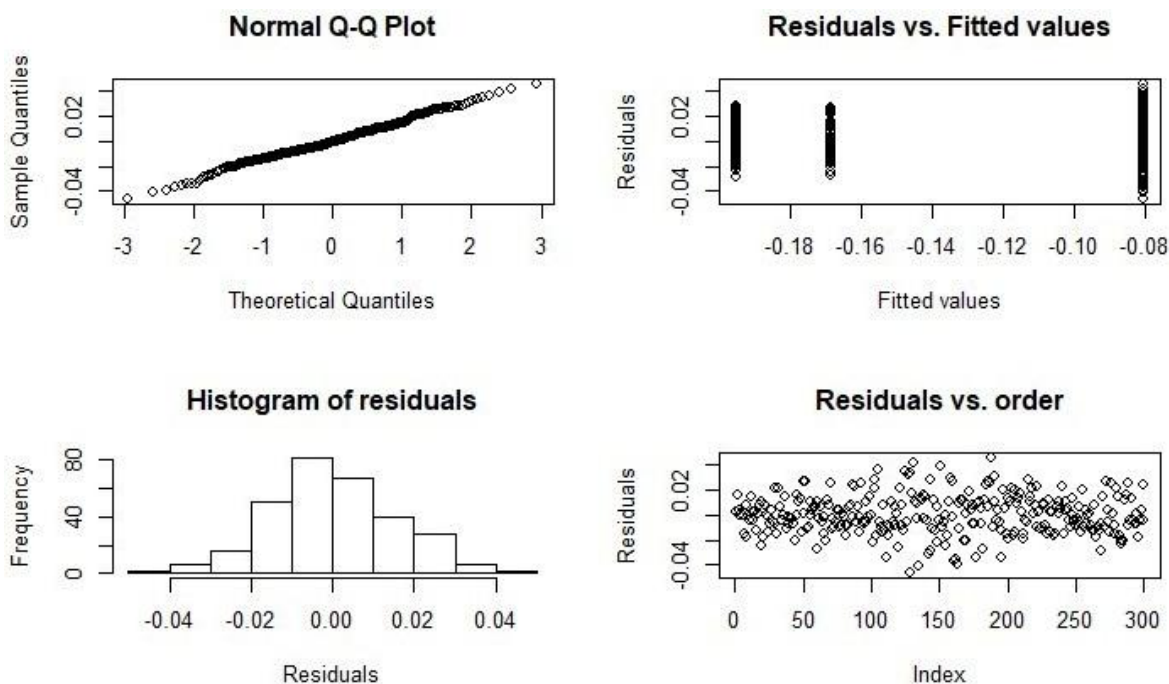 Normal Q-Q Plot
Sample Quantiles
-0.04
0.02
-3
-2
-1
0
1
2
3
Theoretical Quantiles
Residuals vs. Fitted values
Residuals
-0.04
0.02
-0.18
-0.16
-0.14
-0.12
-0.10
-0.08
Fitted values
Histogram of residuals
Frequency
0
40
80
-0.04
-0.02
0.00
0.02
0.04
Residuals
Residuals vs. order
Residuals
-0.04
0.02
0
50
100
150
200
250
300
Index